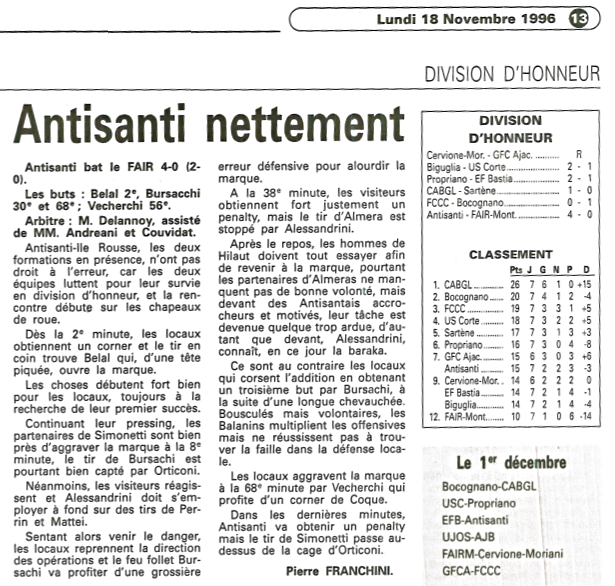 Lundi 18 Novembre 1996 13
DIVISION D'HONNEUR
Antisanti nettement
Antisanti bat le FAIR 4-0 (2-
0).
Les buts : Belal 2e, Bursacchi
30e et 68e ; Vecherchi 56e.
Arbitre : M. Delannoy, assisté
de MM. Andreani et Couvidat.
Antisanti-Ile Rousse, les deux
formations en présence, n'ont pas
droit à l'erreur, car les deux
équipes luttent pour leur survie
en division d'honneur, et la ren-
contre débute sur les chapeaux
de roue.
Dès la 2e minute, les locaux
obtiennent un corner et le tir en
coin trouve Belal qui, d'une tête
piquée, ouvre la marque.
Les choses débutent fort bien
pour les locaux, toujours à la
recherche de leur premier succès.
Continuant leur pressing, les
partenaires de Simonetti sont bien
près d'aggraver la marque à la 8e
minute, le tir de Bursachi est
pourtant bien capté par Orticoni.
Néanmoins, les visiteurs réagis-
sent et Alessandrini doit s'em-
ployer à fond sur des tirs de Per-
rin et Mattei.
Sentant alors venir le danger,
les locaux reprennent la direction
des opérations et le feu follet Bur-
sachi va profiter d'une grossière
erreur défensive pour alourdir la
marque.
A la 38e minute, les visiteurs
obtiennent fort justement un
penalty, mais le tir d'Almera est
stoppé par Alessandrini.
Après le repos, les hommes de
Hilaut doivent tout essayer afin
de revenir à la marque, pourtant
les partenaires d'Almeras ne man-
quent pas de bonne volonté, mais
devant des Antisantais accro-
cheurs et motivés, leur tâche est
devenue quelque trop ardue, d'au-
tant que devant, Alessandrini,
connaît, en ce jour la baraka.
Ce sont au contraire les locaux
qui corsent l'addition en obtenant
un troisième but par Bursachi, à
la suite d'une longue chevauchée.
Bousculés mais volontaires, les
Balanins multiplient les offensives
mais ne réussissent pas à trou-
ver la faille dans la défense loca-
le.
Les locaux aggravent la marque
à la 68e minute par Vecherchi qui
profite d'un corner de Coque.
Dans les dernières minutes,
Antisanti va obtenir un penalty
mais le tir de Simonetti passe au-
dessus de la cage d'Orticoni.
Pierre FRANCHINI.
DIVISION
D'HONNEUR
Cervione-Mor. - GFC Ajac. ........... R
Biguglia - US Corte .................. 2 - 1
Propriano - EF Bastia ................ 2 - 1
CABGL - Sartène ..................... 1 - 0
FCCC - Bocognano .................. 0 - 1
Antisanti - FAIR-Mont. .............. 4 - 0
CLASSEMENT
Pts J G N P D
1. CABGL ............ 26 7 6 1 0 +15
2. Bocognano ....... 20 7 4 1 2 -4
3. FCCC .............. 19 7 3 3 1 +5
4. US Corte .......... 18 7 3 2 2 +5
5. Sartène ........... 17 7 3 1 3 +3
6. Propriano ......... 16 7 3 0 4 -8
7. GFC Ajac. ......... 15 6 3 0 3 +6
Antisanti ......... 15 7 2 2 3 -3
9. Cervione-Mor. .. 14 6 2 2 2 0
EF Bastia ......... 14 7 2 1 4 -1
Biguglia ........... 14 7 2 1 4 -4
12. FAIR-Mont. ...... 10 7 1 0 6 -14
Le 1er décembre
Bocognano-CABGL
USC-Propriano
EFB-Antisanti
UJOS-AJB
FAIRM-Cervione-Moriani
GFCA-FCCC